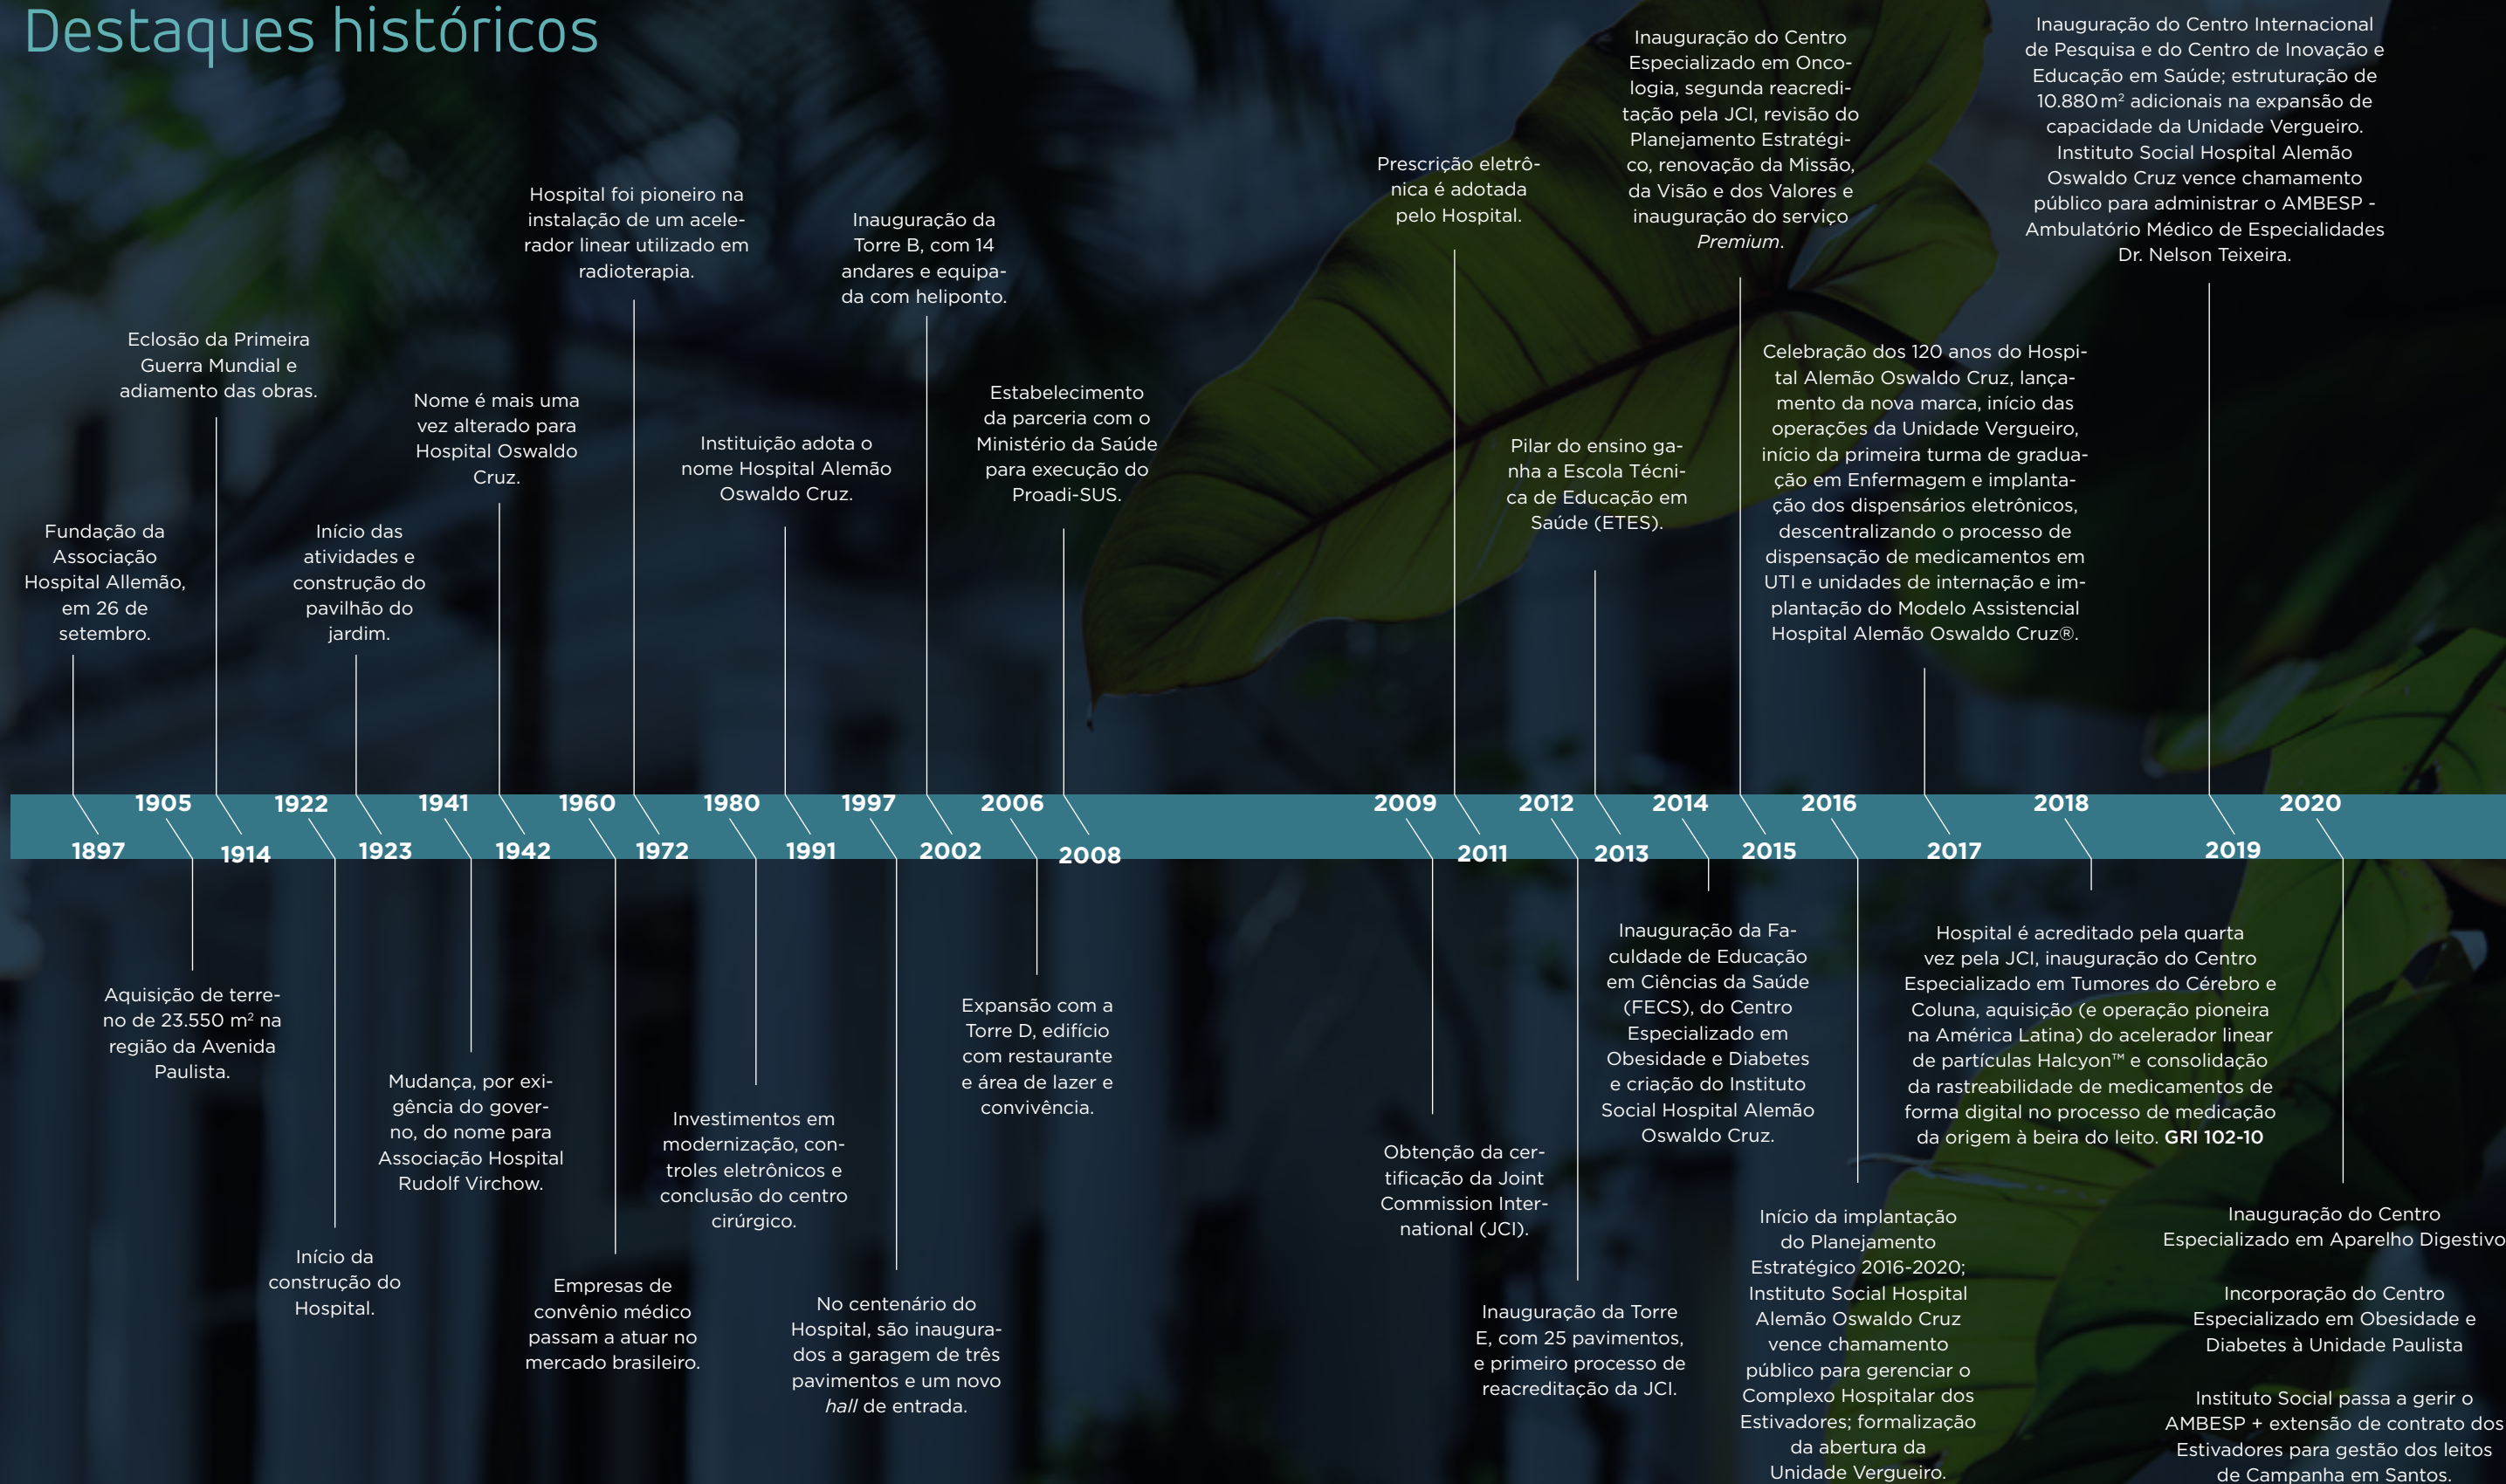 Destaques históricos
1897
Fundação da
Associação
Hospital Allemão,
em 26 de
setembro.
1905
Aquisição de terre-
no de 23.550 m² na
região da Avenida
Paulista.
1914
Eclosão da Primeira
Guerra Mundial e
adiamento das obras.
1922
Início da
construção do
Hospital.
1923
Início das
atividades e
construção do
pavilhão do
jardim.
1941
Mudança, por exi-
gência do gover-
no, do nome para
Associação Hospital
Rudolf Virchow.
1942
Nome é mais uma
vez alterado para
Hospital Oswaldo
Cruz.
1960
Empresas de
convênio médico
passam a atuar no
mercado brasileiro.
1972
Hospital foi pioneiro na
instalação de um acele-
rador linear utilizado em
radioterapia.
1980
Investimentos em
modernização, con-
troles eletrônicos e
conclusão do centro
cirúrgico.
1991
Instituição adota o
nome Hospital Alemão
Oswaldo Cruz.
1997
No centenário do
Hospital, são inaugura-
dos a garagem de três
pavimentos e um novo
hall de entrada.
2002
Inauguração da
Torre B, com 14
andares e equipa-
da com heliponto.
2006
Expansão com a
Torre D, edifício
com restaurante
e área de lazer e
convivência.
2008
Estabelecimento
da parceria com o
Ministério da Saúde
para execução do
Proadi-SUS.
2009
Obtenção da cer-
tificação da Joint
Commission Inter-
national (JCI).
2011
Prescrição eletrô-
nica é adotada
pelo Hospital.
2012
Inauguração da Torre
E, com 25 pavimentos,
e primeiro processo de
reacreditação da JCI.
2013
Pilar do ensino ga-
nha a Escola Técni-
ca de Educação em
Saúde (ETES).
2014
Inauguração da Fa-
culdade de Educação
em Ciências da Saúde
(FECS), do Centro
Especializado em
Obesidade e Diabetes
e criação do Instituto
Social Hospital Alemão
Oswaldo Cruz.
2015
Inauguração do Centro
Especializado em Onco-
logia, segunda reacredi-
tação pela JCI, revisão do
Planejamento Estratégi-
co, renovação da Missão,
da Visão e dos Valores e
inauguração do serviço
Premium.
2016
Início da implantação
do Planejamento
Estratégico 2016-2020;
Instituto Social Hospital
Alemão Oswaldo Cruz
vence chamamento
público para gerenciar o
Complexo Hospitalar dos
Estivadores; formalização
da abertura da
Unidade Vergueiro.
2017
Celebração dos 120 anos do Hospi-
tal Alemão Oswaldo Cruz, lança-
mento da nova marca, início das
operações da Unidade Vergueiro,
início da primeira turma de gradua-
ção em Enfermagem e implanta-
ção dos dispensários eletrônicos,
descentralizando o processo de
dispensação de medicamentos em
UTI e unidades de internação e im-
plantação do Modelo Assistencial
Hospital Alemão Oswaldo Cruz®.
2018
Hospital é acreditado pela quarta
vez pela JCI, inauguração do Centro
Especializado em Tumores do Cérebro e
Coluna, aquisição (e operação pioneira
na América Latina) do acelerador linear
de partículas Halcyon™ e consolidação
da rastreabilidade de medicamentos de
forma digital no processo de medicação
da origem à beira do leito. GRI 102-10
2019
Inauguração do Centro Internacional
de Pesquisa e do Centro de Inovação e
Educação em Saúde; estruturação de
10.880 m² adicionais na expansão de
capacidade da Unidade Vergueiro.
Instituto Social Hospital Alemão
Oswaldo Cruz vence chamamento
público para administrar o AMBESP -
Ambulatório Médico de Especialidades
Dr. Nelson Teixeira.
2020
Inauguração do Centro
Especializado em Aparelho Digestivo
Incorporação do Centro
Especializado em Obesidade e
Diabetes à Unidade Paulista
Instituto Social passa a gerir o
AMBESP + extensão de contrato dos
Estivadores para gestão dos leitos
de Campanha em Santos.